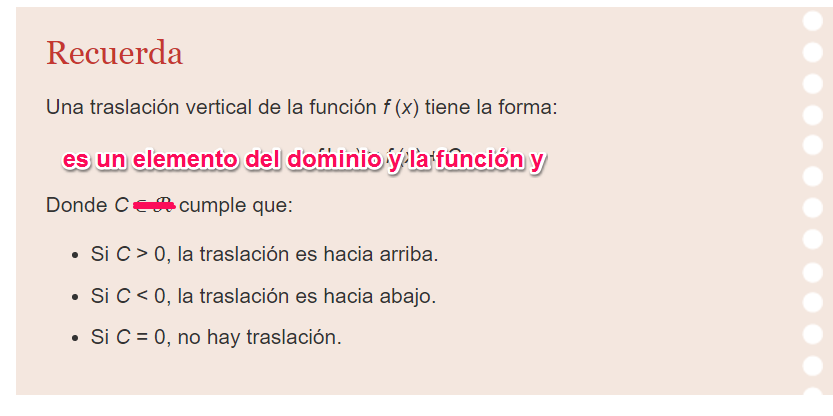 Recuerda
Una traslación vertical de la función f (x) tiene la forma:
es un elemento del dominio y la función y
Donde C cumple que:
• Si C > 0, la traslación es hacia arriba.
• Si C < 0, la traslación es hacia abajo.
• Si C = 0, no hay traslación.